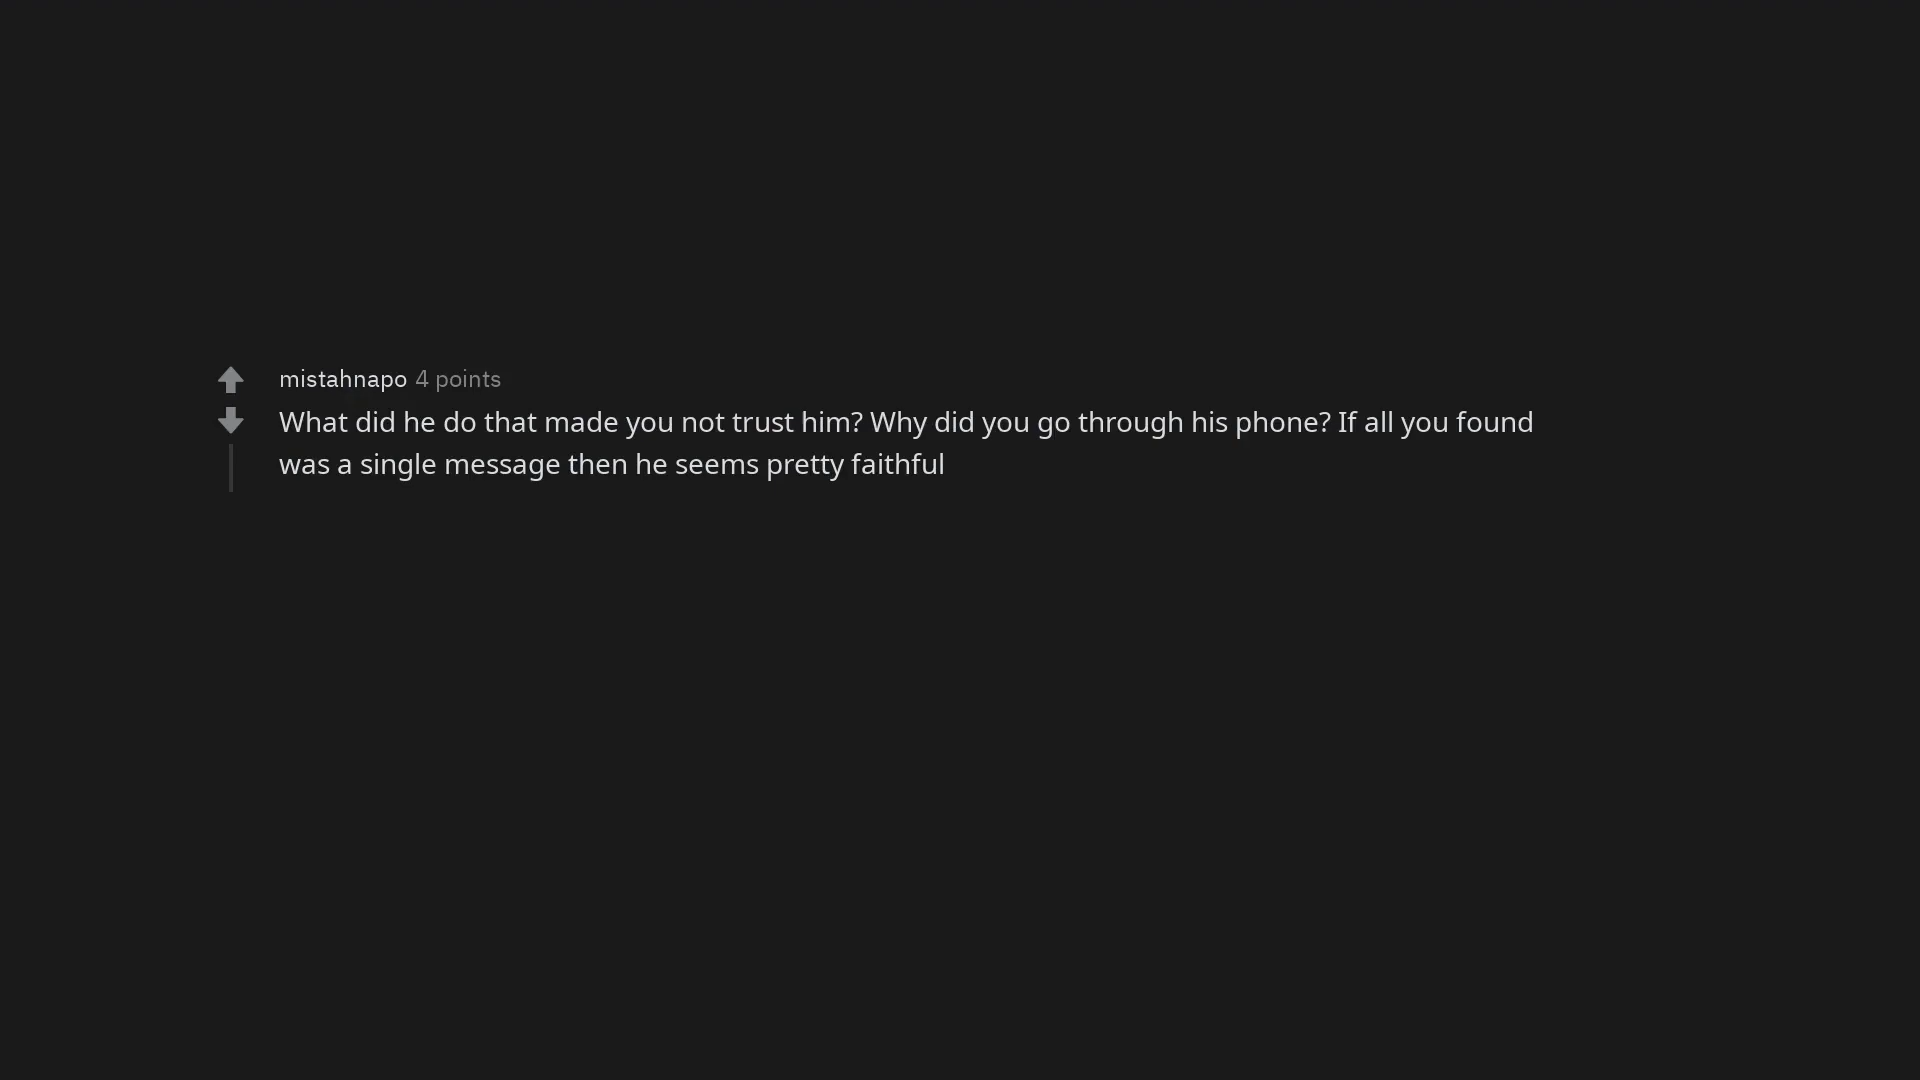 mistahnapo 4 points
What did he do that made you not trust him? Why did you go through his phone? If all you found
was a single message then he seems pretty faithful